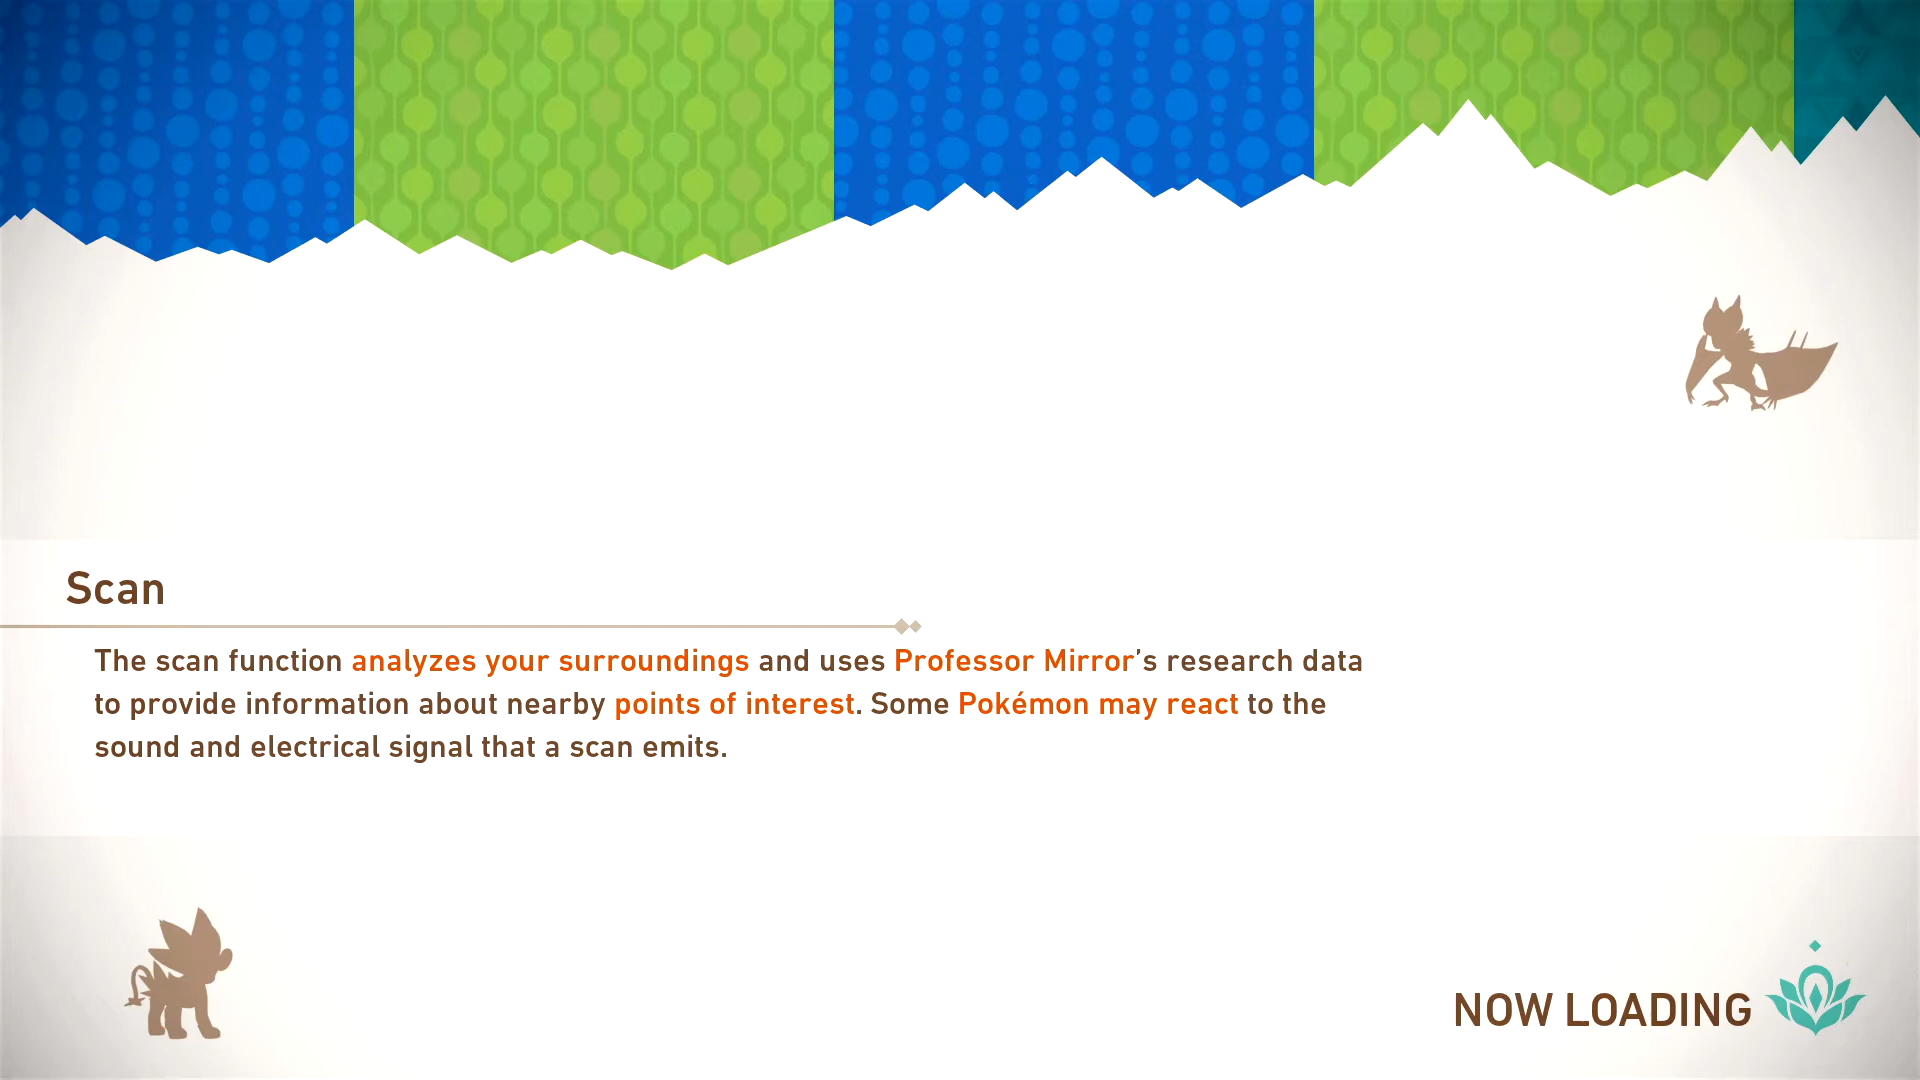 Scan
The scan function analyzes your surroundings and uses Professor Mirror’s research data
to provide information about nearby points of interest. Some Pokémon may react to the
sound and electrical signal that a scan emits.
NOW LOADING